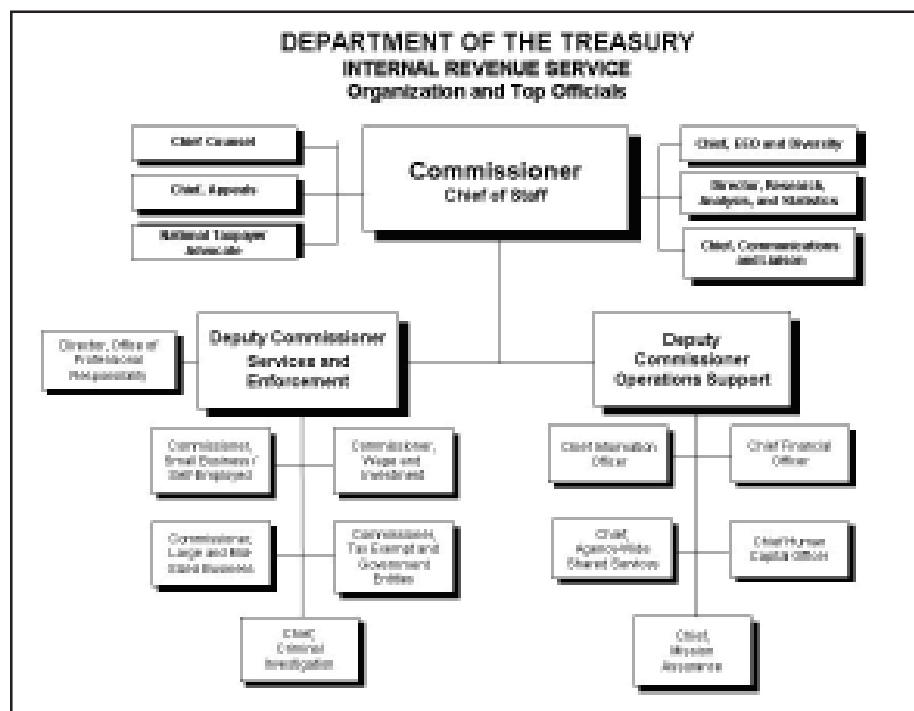 DEPARTMENT OF THE TREASURY
INTERNAL REVENUE SERVICE
Organization and Top Officials
Chief Counsel
Chief, Appeals
National Taxpayer
Advocate
Commissioner
Chief of Staff
Chief, EEO and Diversity
Director, Research,
Analysis, and Statistics
Chief, Communications
and Liaison
Director, Office of
Professional
Responsibility
Deputy Commissioner
Services and
Enforcement
Deputy
Commissioner
Operations Support
Commissioner,
Small Business /
Self Employed
Commissioner,
Wage and
Investment
Commissioner,
Large and Mid-
Sized Business
Commissioner,
Tax Exempt and
Government
Entities
Chief,
Criminal
Investigation
Chief Information
Officer
Chief Financial
Officer
Chief,
Agency-Wide
Shared Services
Chief Human
Capital Officer
Chief,
Mission
Assurance